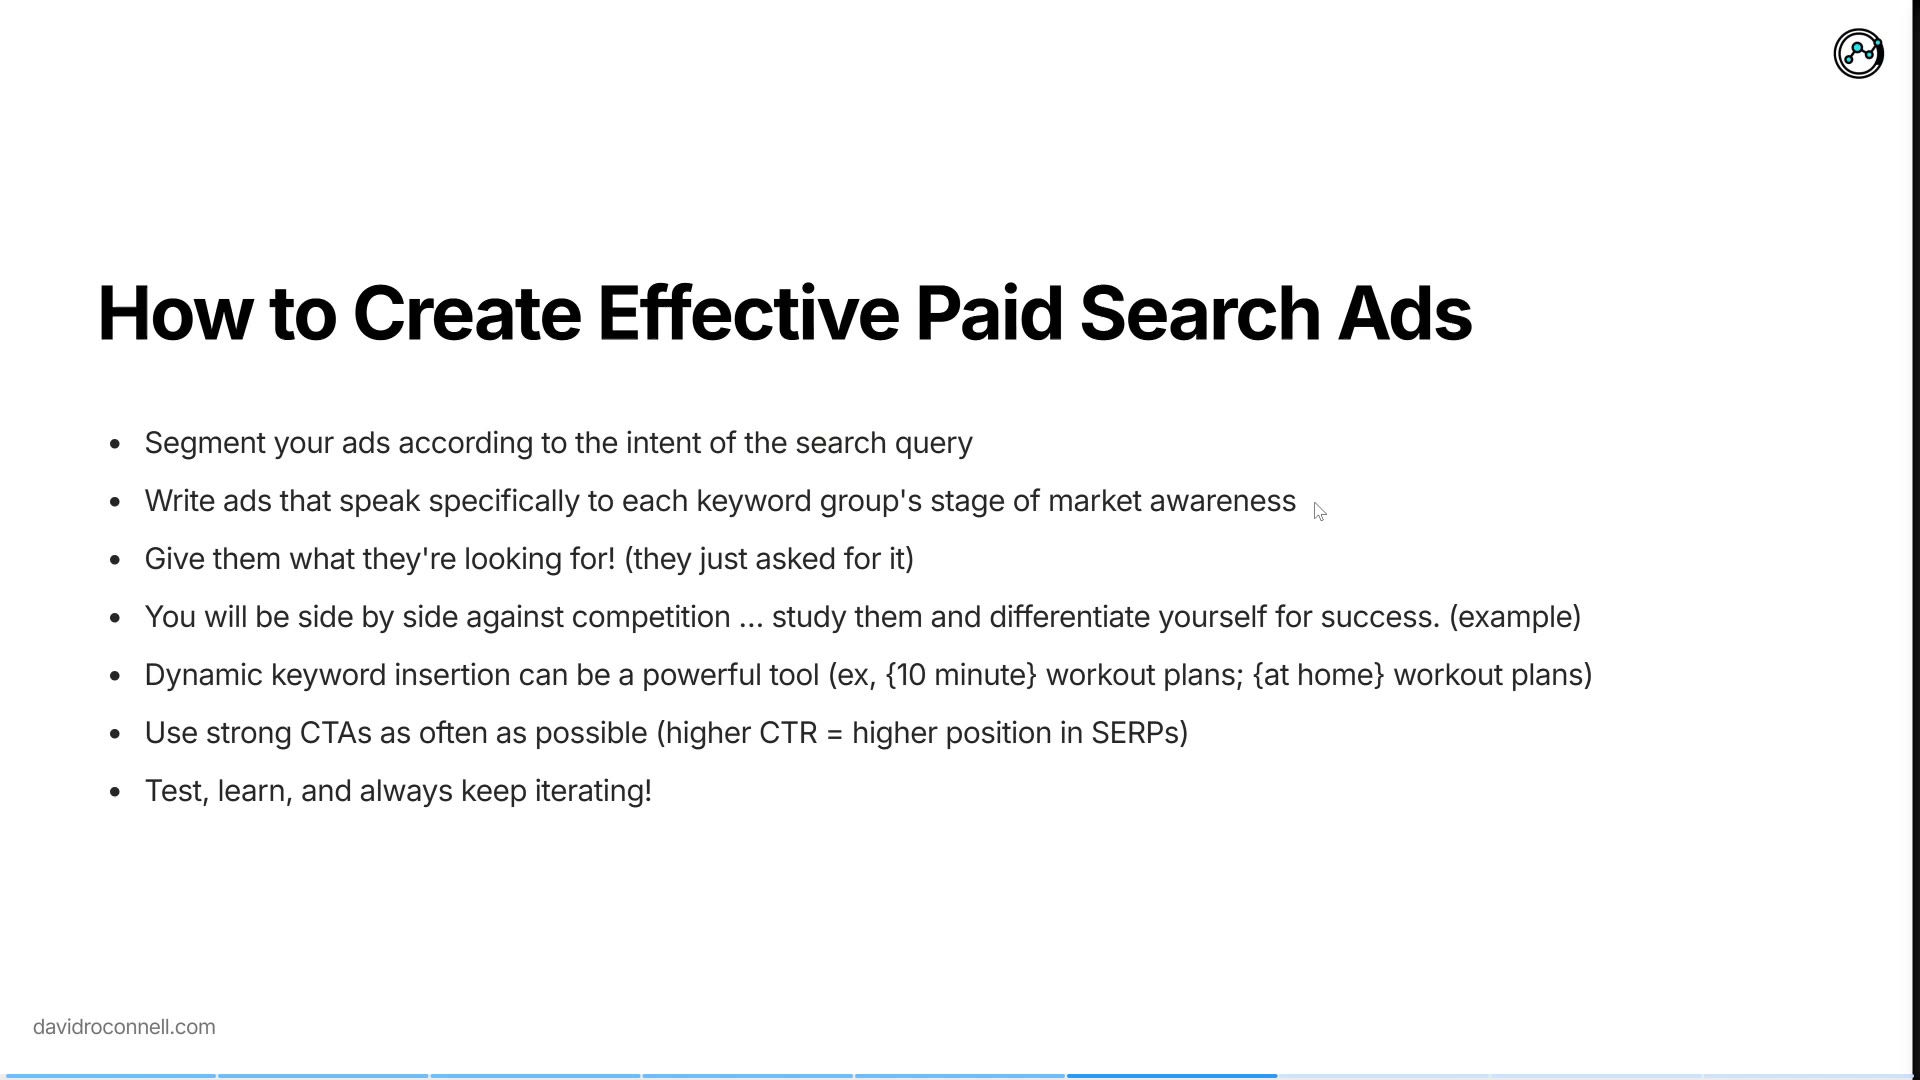 How to Create Effective Paid Search Ads
• Segment your ads according to the intent of the search query
• Write ads that speak specifically to each keyword group's stage of market awareness
• Give them what they're looking for! (they just asked for it)
• You will be side by side against competition ... study them and differentiate yourself for success. (example)
• Dynamic keyword insertion can be a powerful tool (ex, {10 minute} workout plans; {at home} workout plans)
• Use strong CTAs as often as possible (higher CTR = higher position in SERPs)
• Test, learn, and always keep iterating!
davidroconnell.com